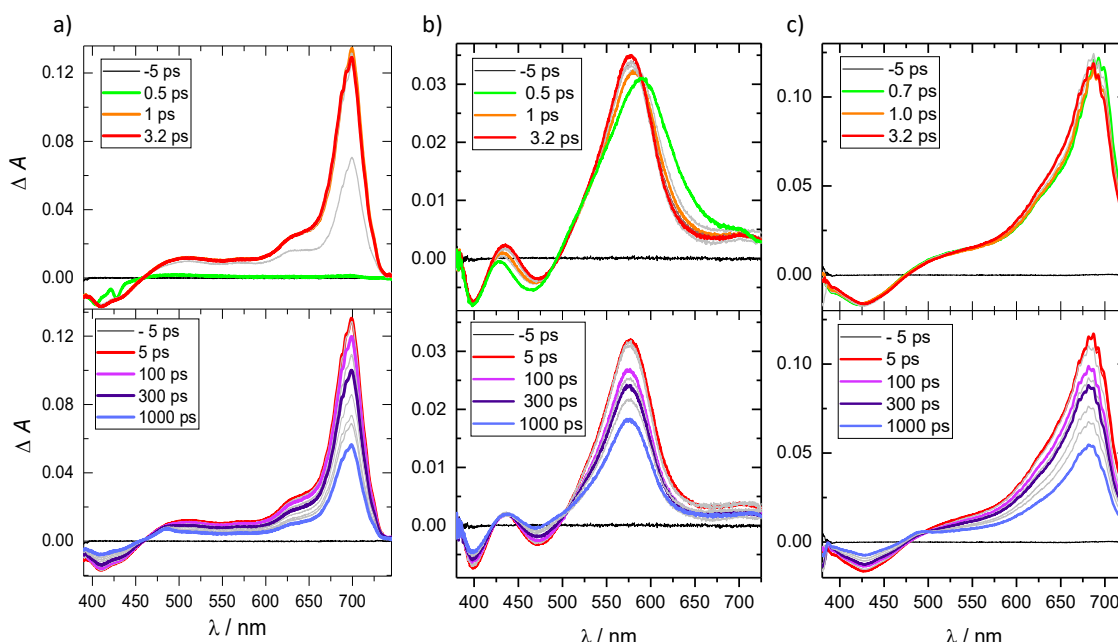 a)
b)
c)
Δ A
0.12
0.08
0.04
0.00
-5 ps
0.5 ps
1 ps
3.2 ps
0.03
0.02
0.01
0.00
-5 ps
0.5 ps
1 ps
3.2 ps
0.10
0.05
0.00
-5 ps
0.7 ps
1.0 ps
3.2 ps
Δ A
0.12
0.08
0.04
0.00
- 5 ps
5 ps
100 ps
300 ps
1000 ps
0.03
0.02
0.01
0.00
-5 ps
5 ps
100 ps
300 ps
1000 ps
0.10
0.05
0.00
- 5 ps
5 ps
100 ps
300 ps
1000 ps
400 450 500 550 600 650 700
400 450 500 550 600 650 700
400 450 500 550 600 650 700
λ / nm
λ / nm
λ / nm